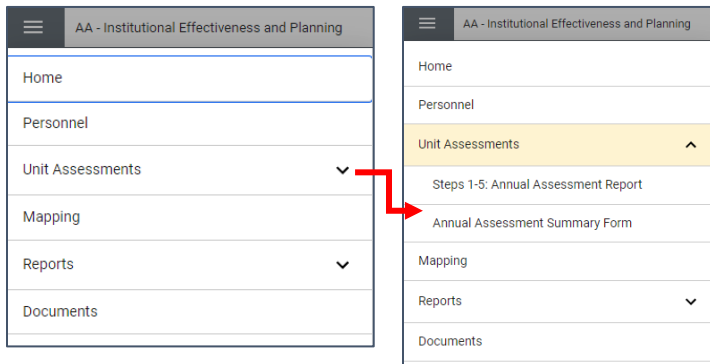 AA - Institutional Effectiveness and Planning
Home
Personnel
Unit Assessments
Mapping
Reports
Documents
AA - Institutional Effectiveness and Planning
Home
Personnel
Unit Assessments
Steps 1-5: Annual Assessment Report
Annual Assessment Summary Form
Mapping
Reports
Documents